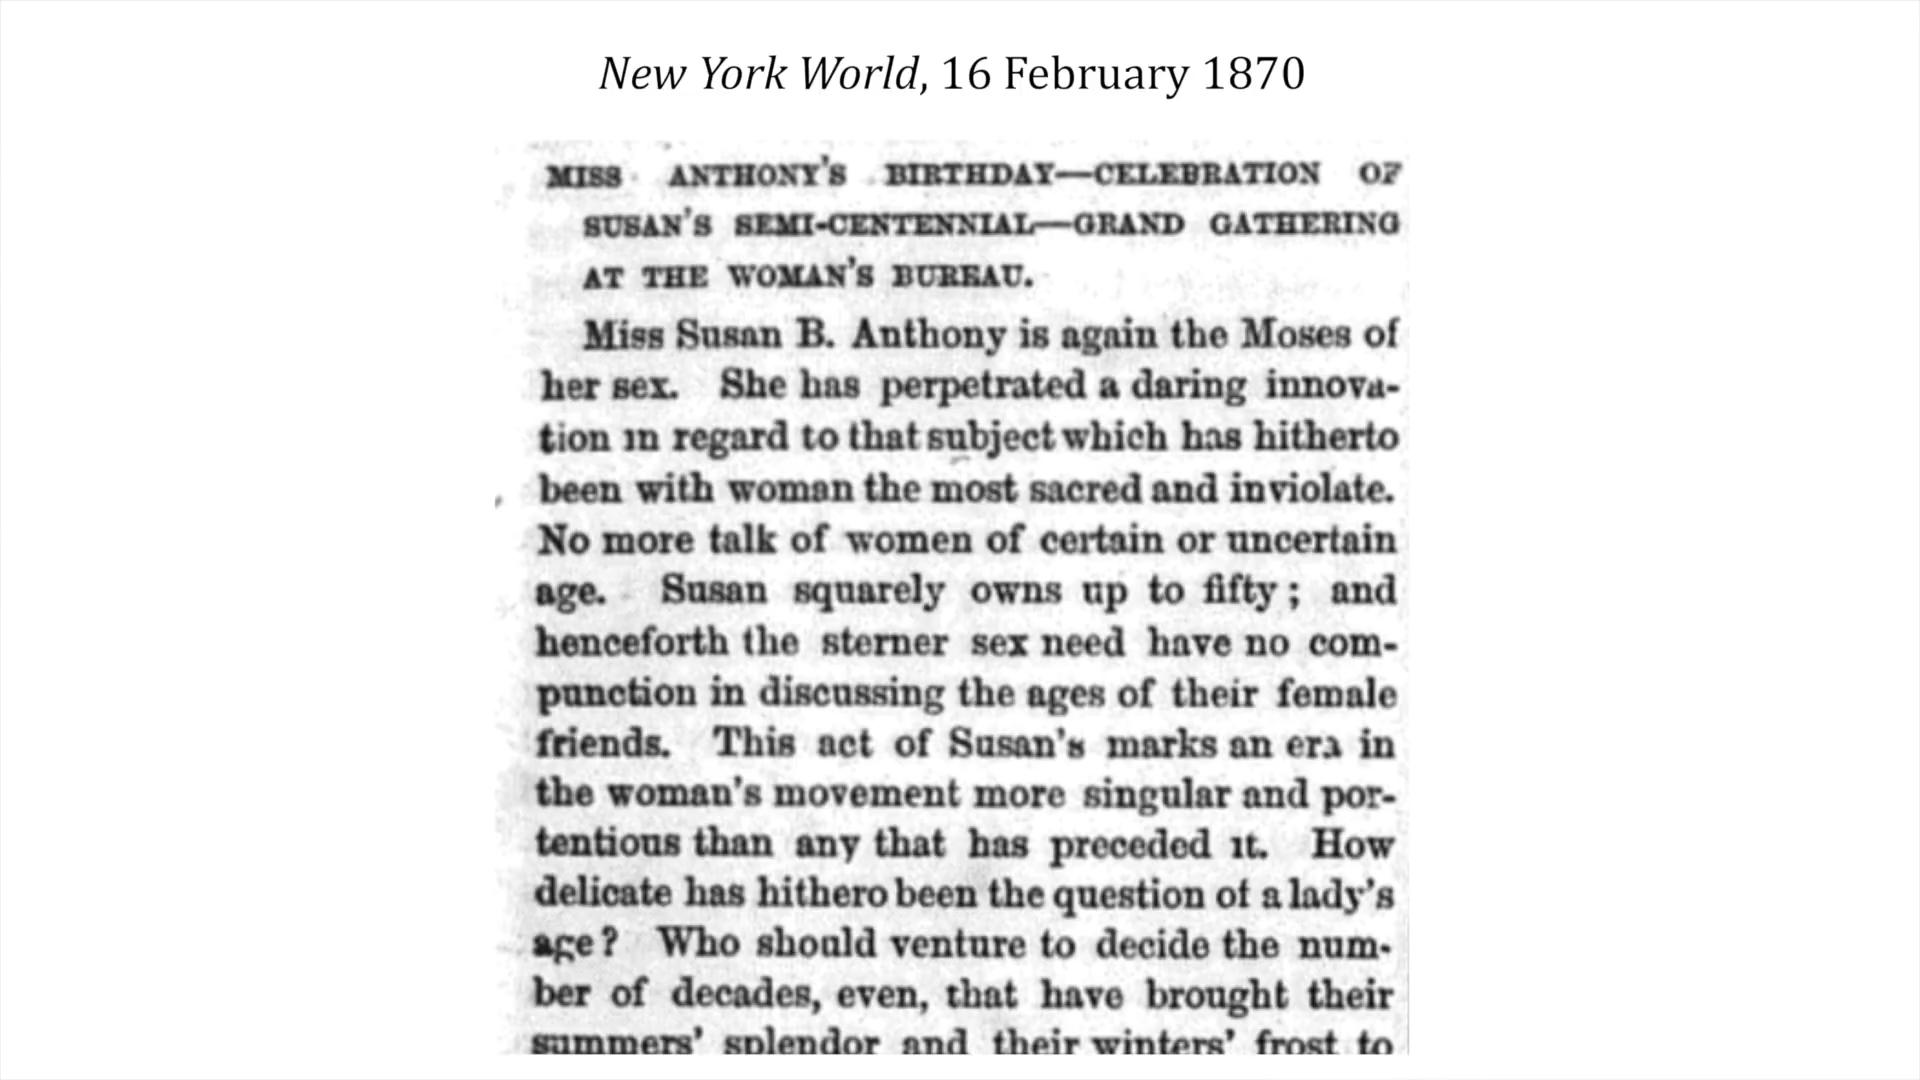 New York World, 16 February 1870
MISS ANTHONY'S BIRTHDAY—CELEBRATION OF
SUSAN'S SEMI-CENTENNIAL—GRAND GATHERING
AT THE WOMAN'S BUREAU.
Miss Susan B. Anthony is again the Moses of
her sex. She has perpetrated a daring innova-
tion in regard to that subject which has hitherto
been with woman the most sacred and inviolate.
No more talk of women of certain or uncertain
age. Susan squarely owns up to fifty; and
henceforth the sterner sex need have no com-
punction in discussing the ages of their female
friends. This act of Susan's marks an era in
the woman's movement more singular and por-
tentious than any that has preceded it. How
delicate has hithero been the question of a lady's
age? Who should venture to decide the num-
ber of decades, even, that have brought their
summers' splendor and their winters' frost to